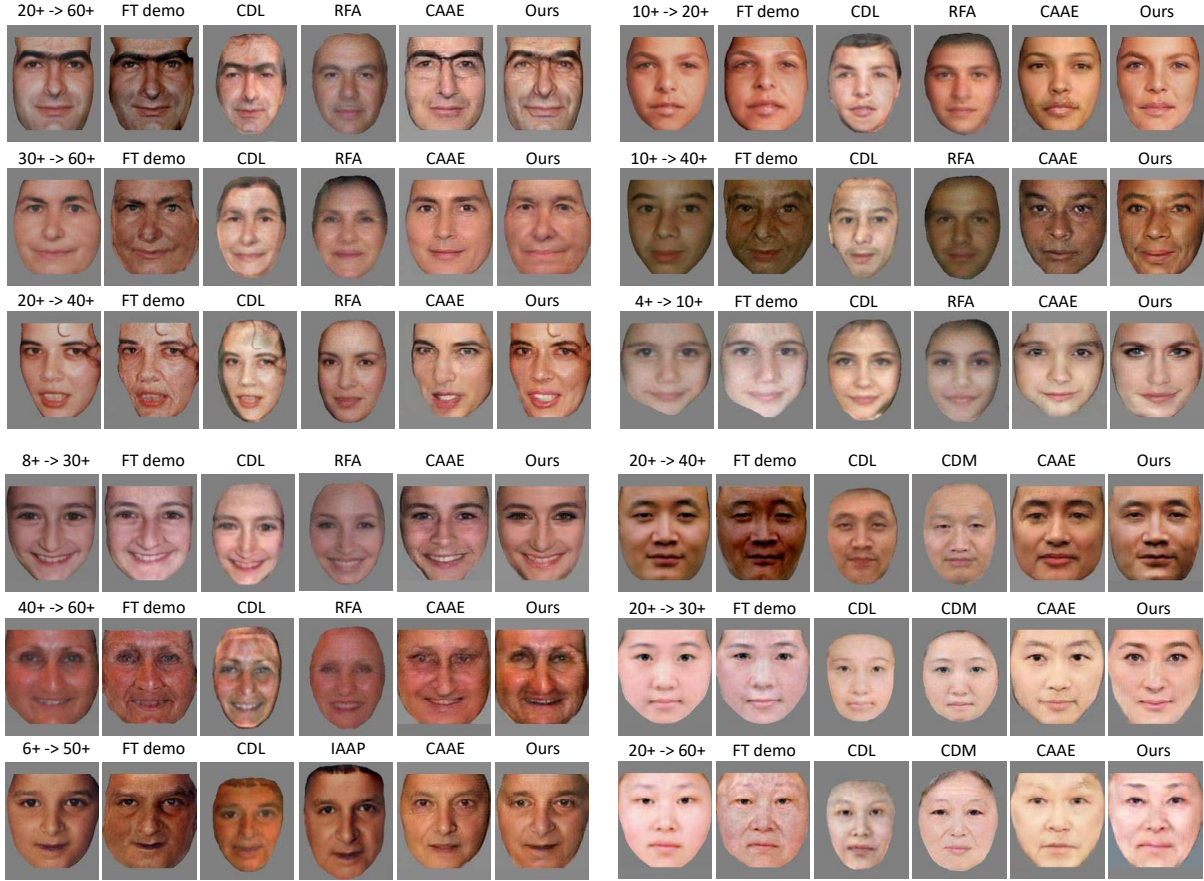 20+ -> 60+ FT demo CDL RFA CAAE Ours
10+ -> 20+ FT demo CDL RFA CAAE Ours
30+ -> 60+ FT demo CDL RFA CAAE Ours
10+ -> 40+ FT demo CDL RFA CAAE Ours
20+ -> 40+ FT demo CDL RFA CAAE Ours
4+ -> 10+ FT demo CDL RFA CAAE Ours
8+ -> 30+ FT demo CDL RFA CAAE Ours
20+ -> 40+ FT demo CDL CDM CAAE Ours
40+ -> 60+ FT demo CDL RFA CAAE Ours
20+ -> 30+ FT demo CDL CDM CAAE Ours
6+ -> 50+ FT demo CDL IAAP CAAE Ours
20+ -> 60+ FT demo CDL CDM CAAE Ours